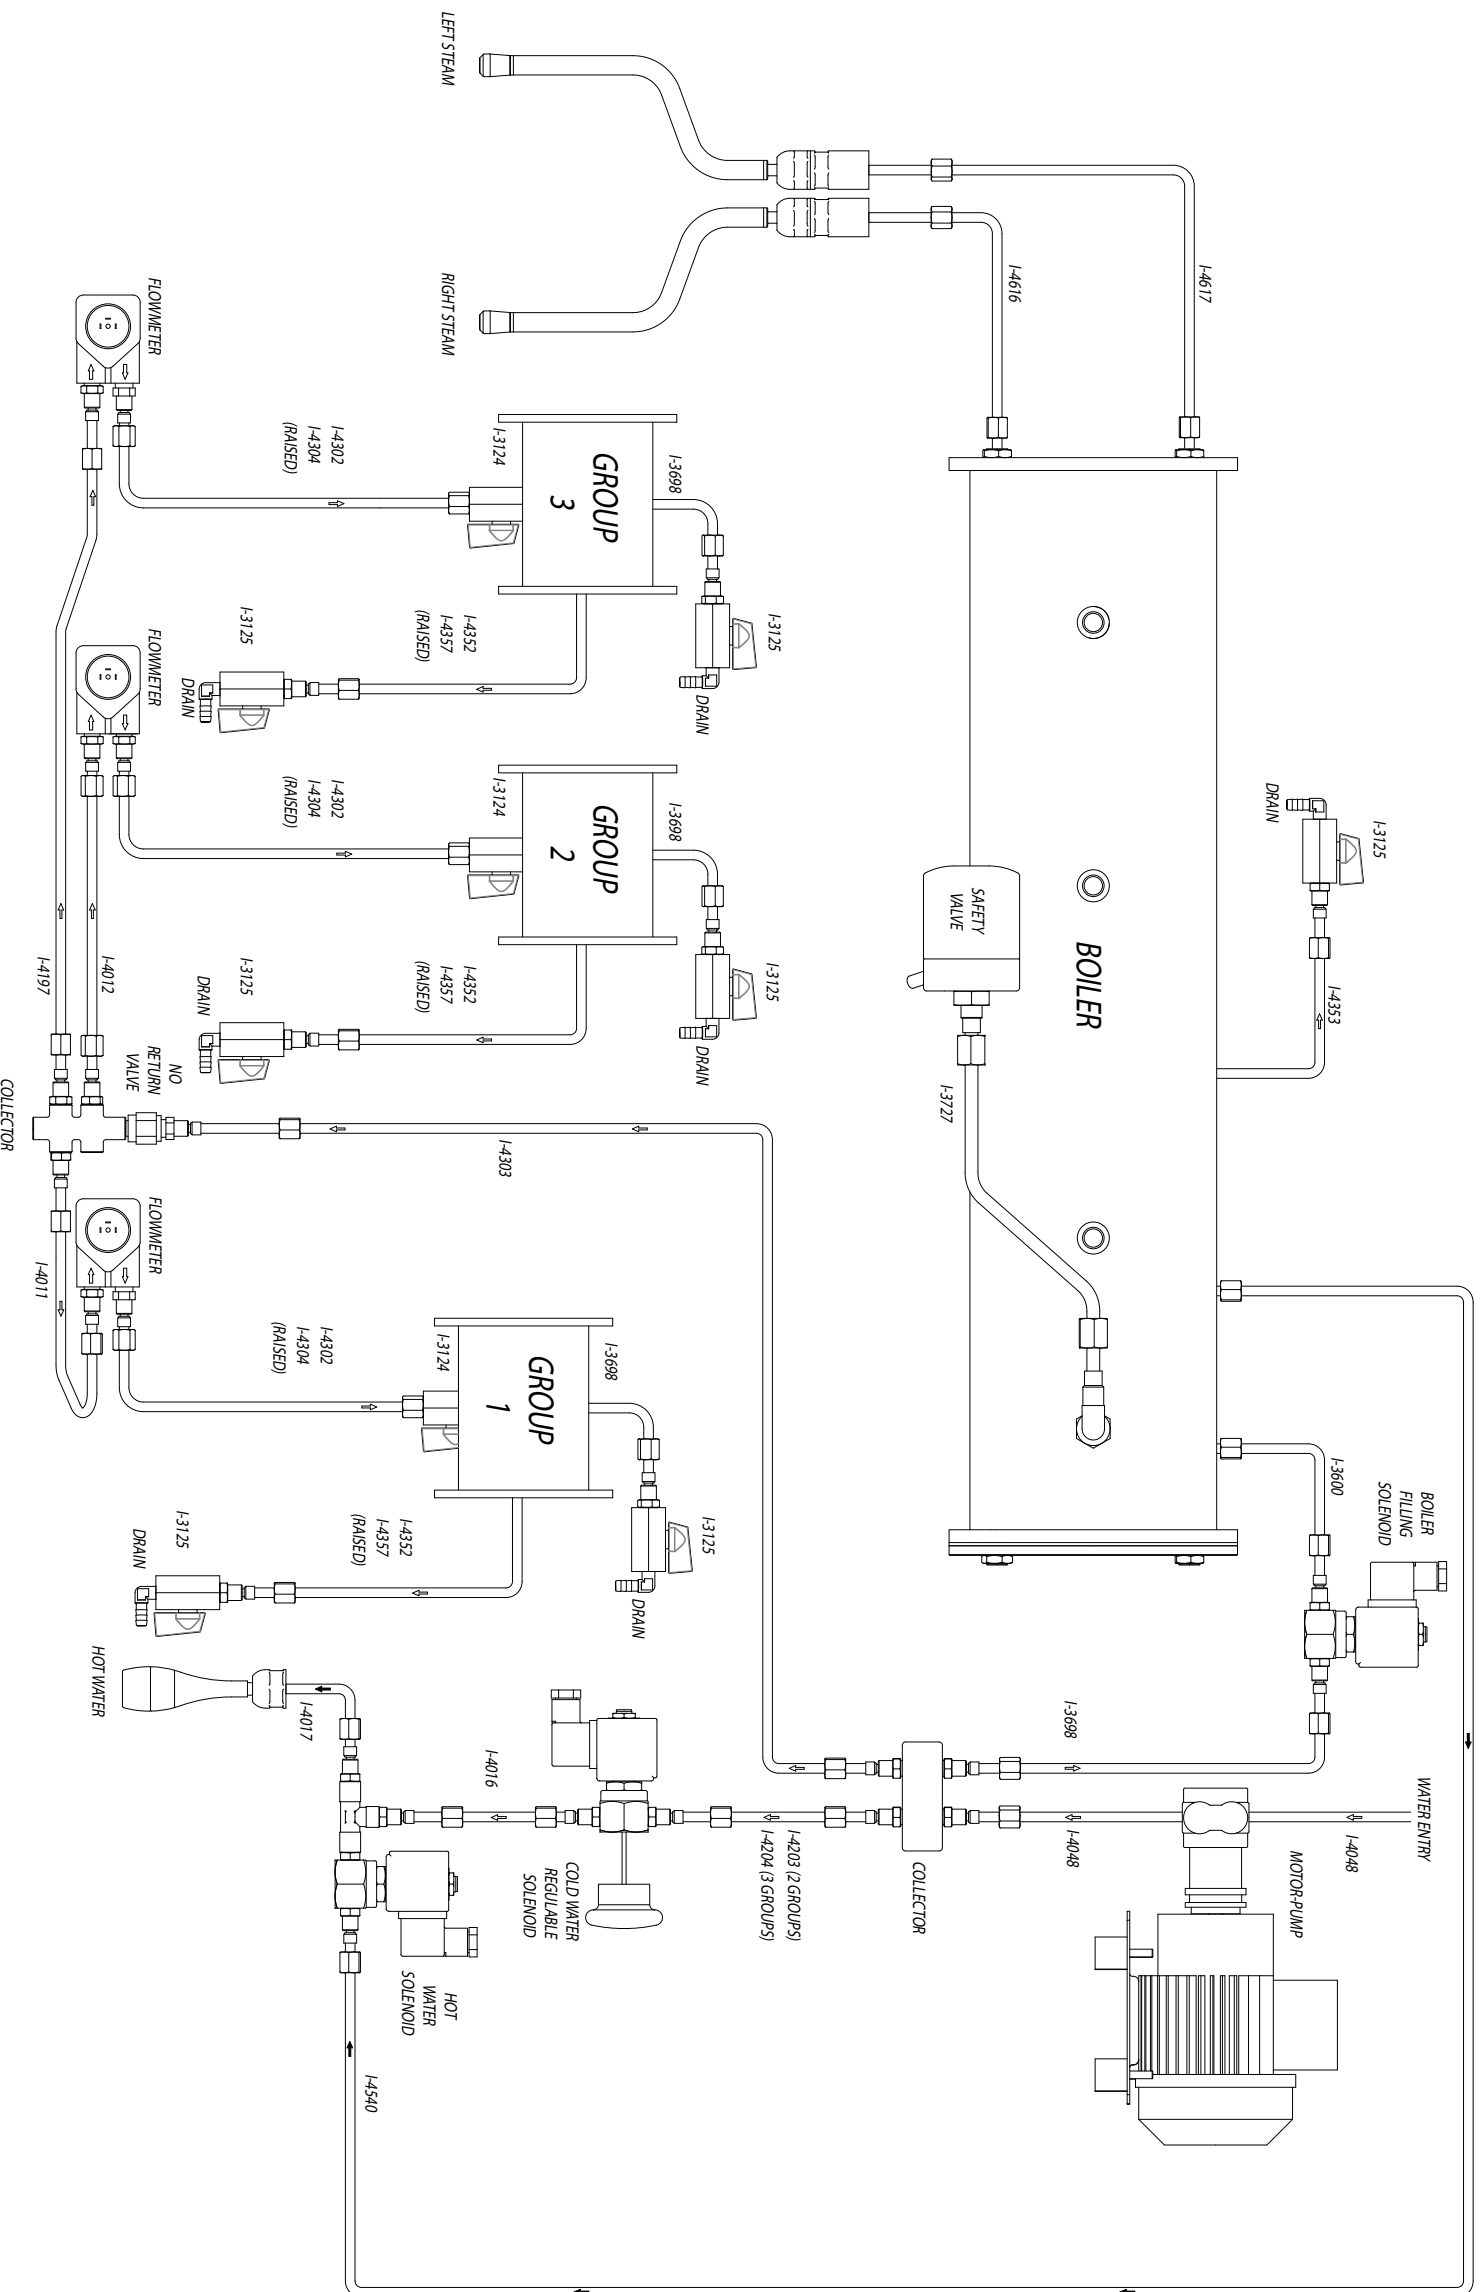 LEFT STEAM
RIGHT STEAM
I-4617
I-4616
BOILER
SAFETY
VALVE
I-3727
I-3125
DRAIN
I-4353
I-3600
BOILER
FILLING
SOLENOID
I-3698
WATER ENTRY
I-4048
MOTOR-PUMP
I-4048
COLLECTOR
I-4203 (2 GROUPS)
I-4204 (3 GROUPS)
COLD WATER
REGULABLE
SOLENOID
I-4016
HOT
WATER
SOLENOID
I-4540
I-4017
HOT WATER
FLOWMETER
I-4302
I-4304
(RAISED)
I-3124
GROUP
3
I-3698
I-3125
DRAIN
I-4352
I-4357
(RAISED)
I-3125
DRAIN
FLOWMETER
I-4302
I-4304
(RAISED)
I-3124
GROUP
2
I-3698
I-3125
DRAIN
I-4352
I-4357
(RAISED)
I-3125
DRAIN
I-4012
I-4197
NO
RETURN
VALVE
COLLECTOR
I-4303
I-4011
FLOWMETER
I-4302
I-4304
(RAISED)
I-3124
GROUP
1
I-3698
I-3125
DRAIN
I-4352
I-4357
(RAISED)
I-3125
DRAIN